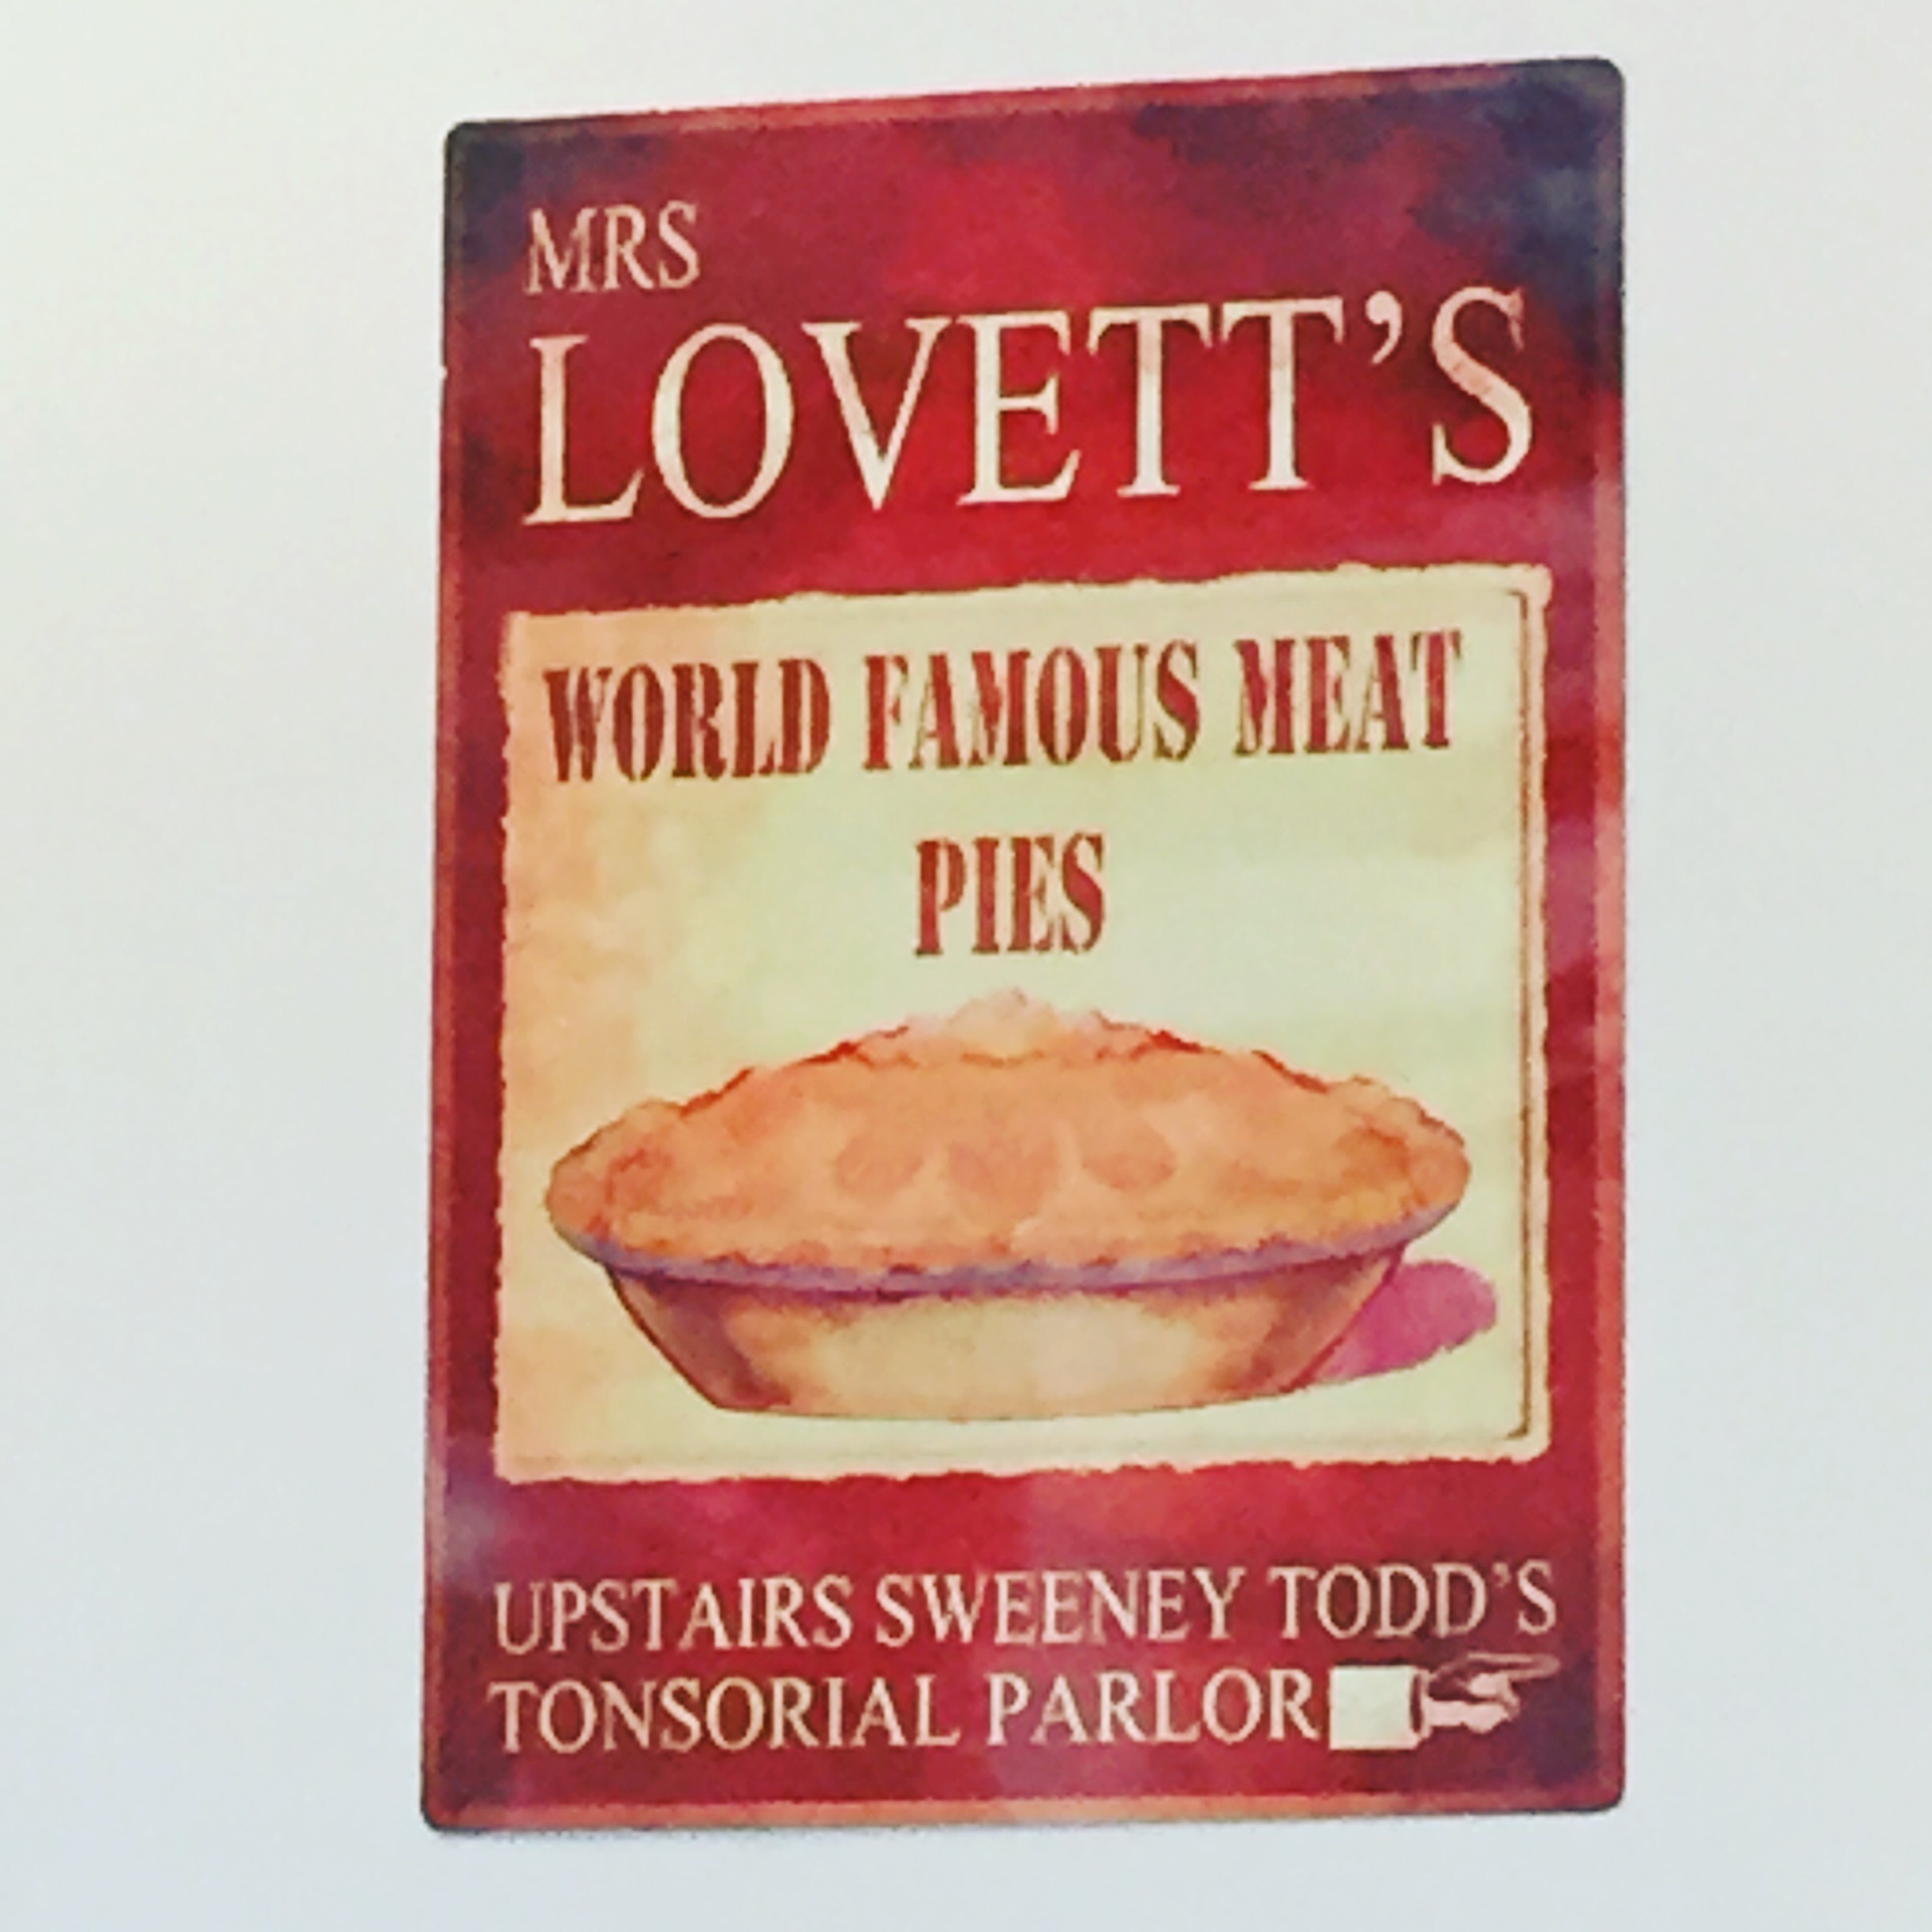 MRS
LOVETT'S
WORLD FAMOUS MEAT
PIES
UPSTAIRS SWEENEY TODD'S
TONSORIAL PARLOR